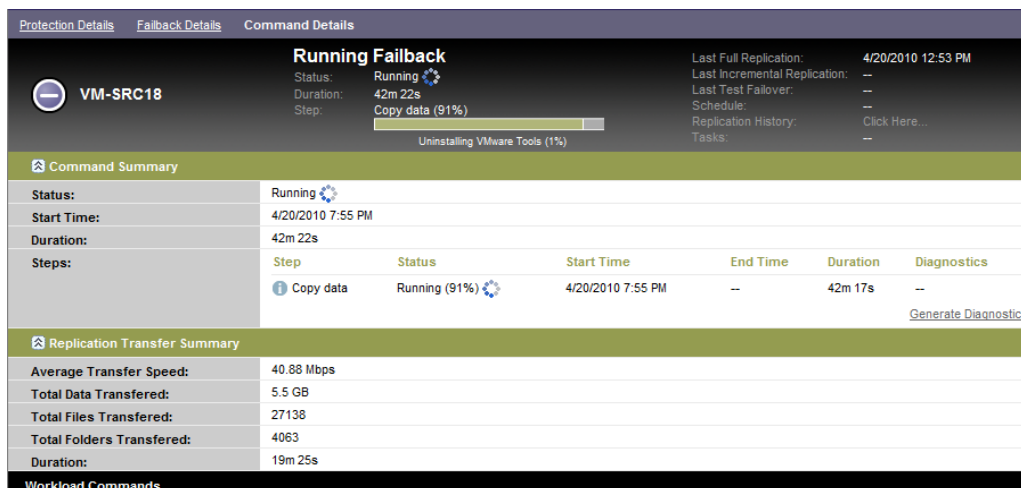 Protection Details Failback Details Command Details
Running Failback
VM-SRC18
Status: Running
Duration: 42m 22s
Step: Copy data (91%)
Uninstalling VMware Tools (1%)
Last Full Replication: 4/20/2010 12:53 PM
Last Incremental Replication: --
Last Test Failover: --
Schedule: --
Replication History: Click Here...
Tasks: --
Command Summary
Status: Running
Start Time: 4/20/2010 7:55 PM
Duration: 42m 22s
Steps: Step Status Start Time End Time Duration Diagnostics
Copy data Running (91%) 4/20/2010 7:55 PM -- 42m 17s --
Generate Diagnostic
Replication Transfer Summary
Average Transfer Speed: 40.88 Mbps
Total Data Transfered: 5.5 GB
Total Files Transfered: 27138
Total Folders Transfered: 4063
Duration: 19m 25s
Workload Commands